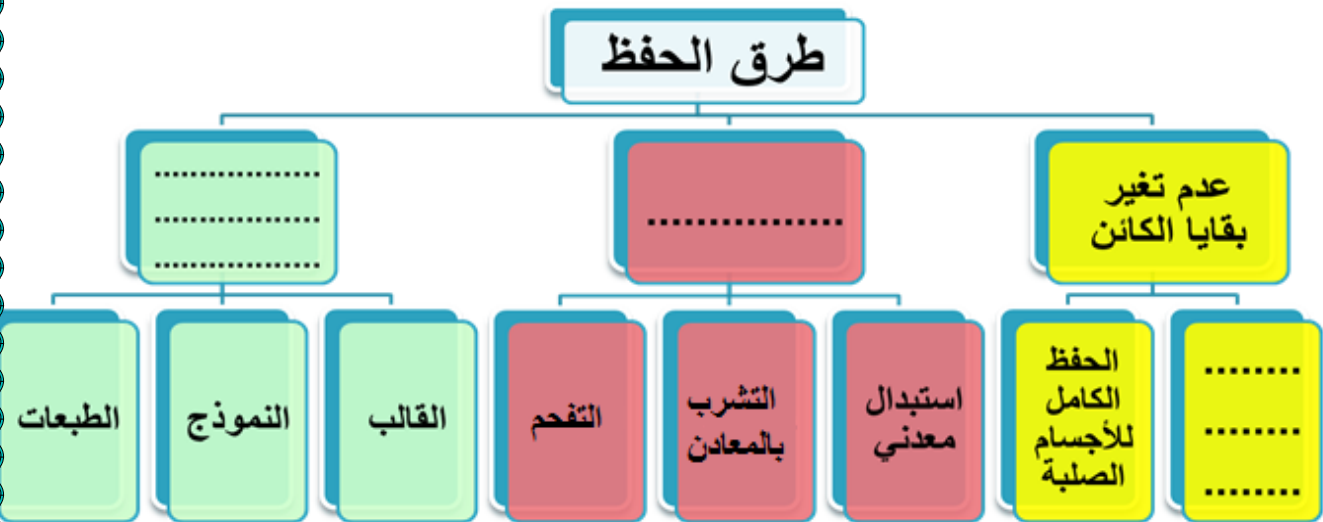 طرق الحفظ
عدم تغير
بقايا الكائن
................
.................
.................
.................
........
........
........
الحفظ
الكامل
للأجسام
الصلبة
استبدال
معدني
التشرب
بالمعادن
التفحم
القالب
النموذج
الطبعات